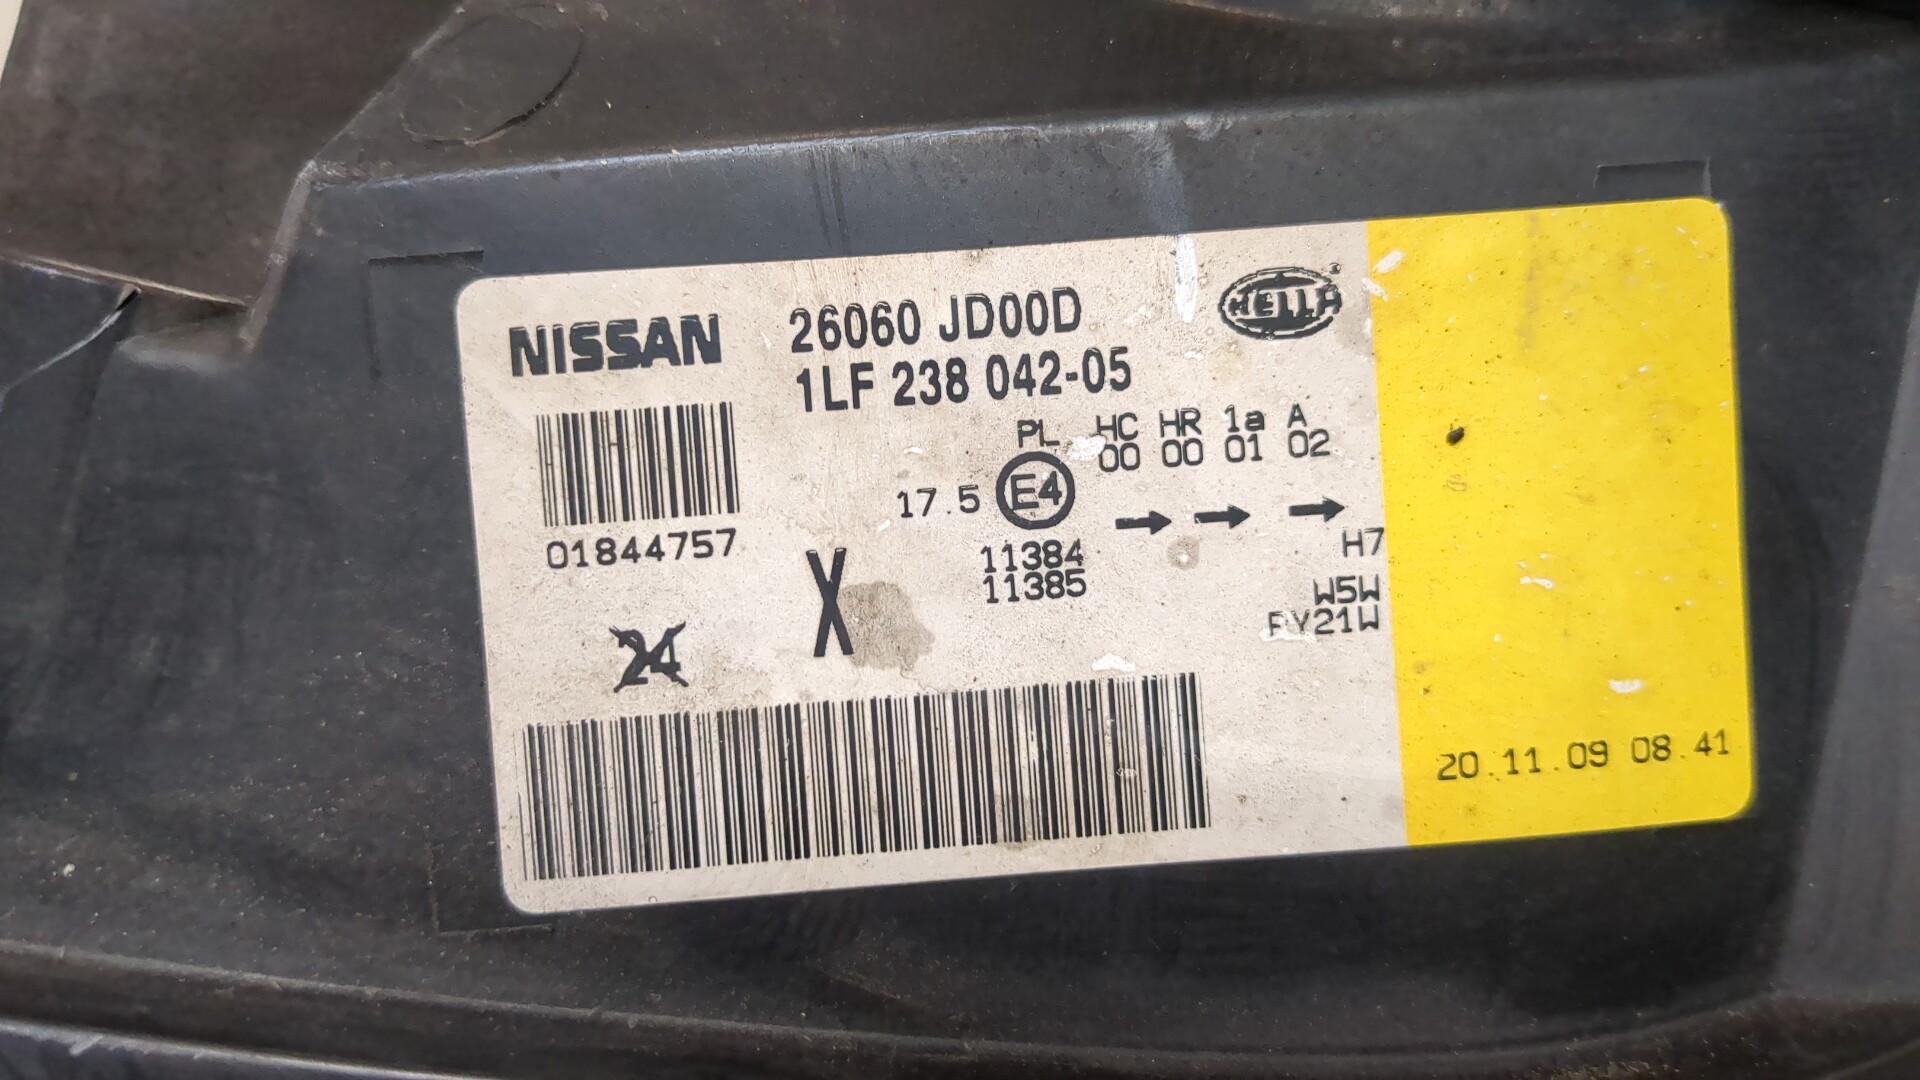 NISSAN
26060 JD00D
1LF 238 042-05
HELLA
PL HC HR 1a A
00 00 01 02
17.5 E4
11384
11385
H7
W5W
PY21W
01844757
X
24
20.11.09 08.41